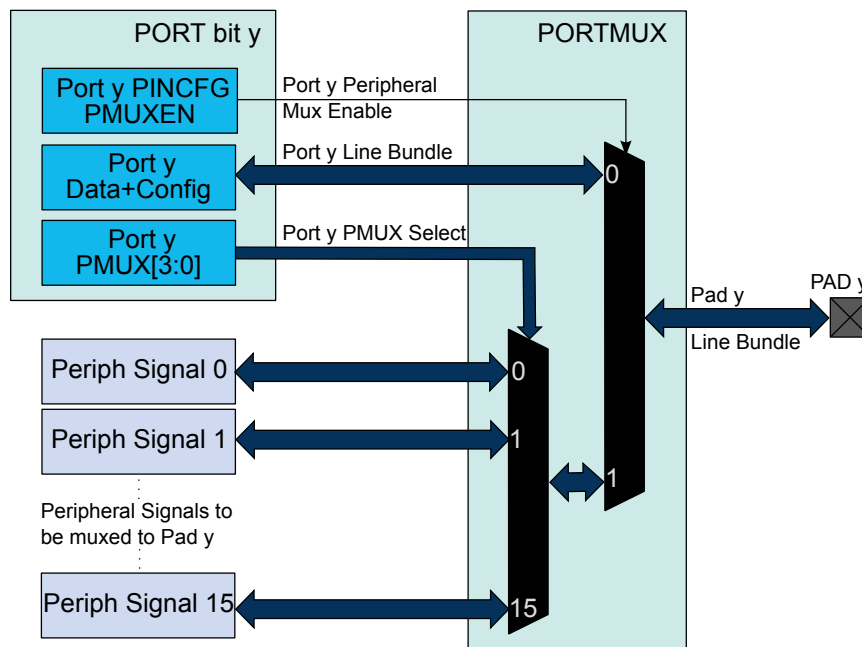 PORT bit y
PORTMUX
Port y PINCFG
PMUXEN
Port y Peripheral
Mux Enable
Port y
Data+Config
Port y Line Bundle
0
Port y
PMUX[3:0]
Port y PMUX Select
Pad y
Line Bundle
PAD y
Periph Signal 0
0
Periph Signal 1
1
1
Peripheral Signals to
be muxed to Pad y
Periph Signal 15
15